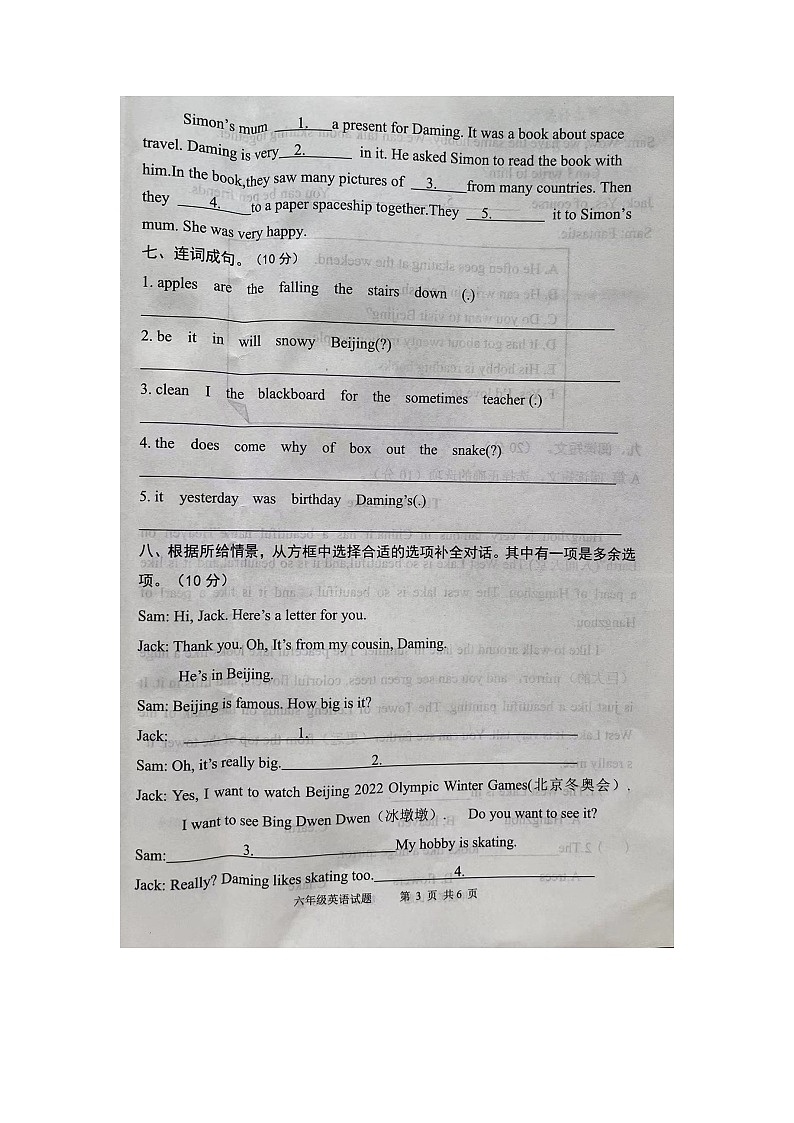 Simon's mum 1. a present for Daming. It was a book about space
travel. Daming is very 2. in it. He asked Simon to read the book with
him.In the book,they saw many pictures of 3. from many countries. Then
they 4. to a paper spaceship together.They 5. it to Simon's
mum. She was very happy.
七、连词成句。(10 分)
1. apples are the falling the stairs down (.)
2. be it in will snowy Beijing(?)
3. clean I the blackboard for the sometimes teacher (.)
4. the does come why of box out the snake(?)
5. it yesterday was birthday Daming's(.)
八、根据所给情景，从方框中选择合适的选项补全对话。其中有一项是多余选
项。（10 分）
Sam: Hi, Jack. Here's a letter for you.
Jack: Thank you. Oh, It's from my cousin, Daming.
He's in Beijing.
Sam: Beijing is famous. How big is it?
Jack: 1.
Sam: Oh, it's really big. 2.
Jack: Yes, I want to watch Beijing 2022 Olympic Winter Games(北京冬奥会）.
I want to see Bing Dwen Dwen（冰墩墩）. Do you want to see it?
Sam: 3. My hobby is skating.
Jack: Really? Daming likes skating too. 4.
六年级英语试题 第 3 页 共 6 页